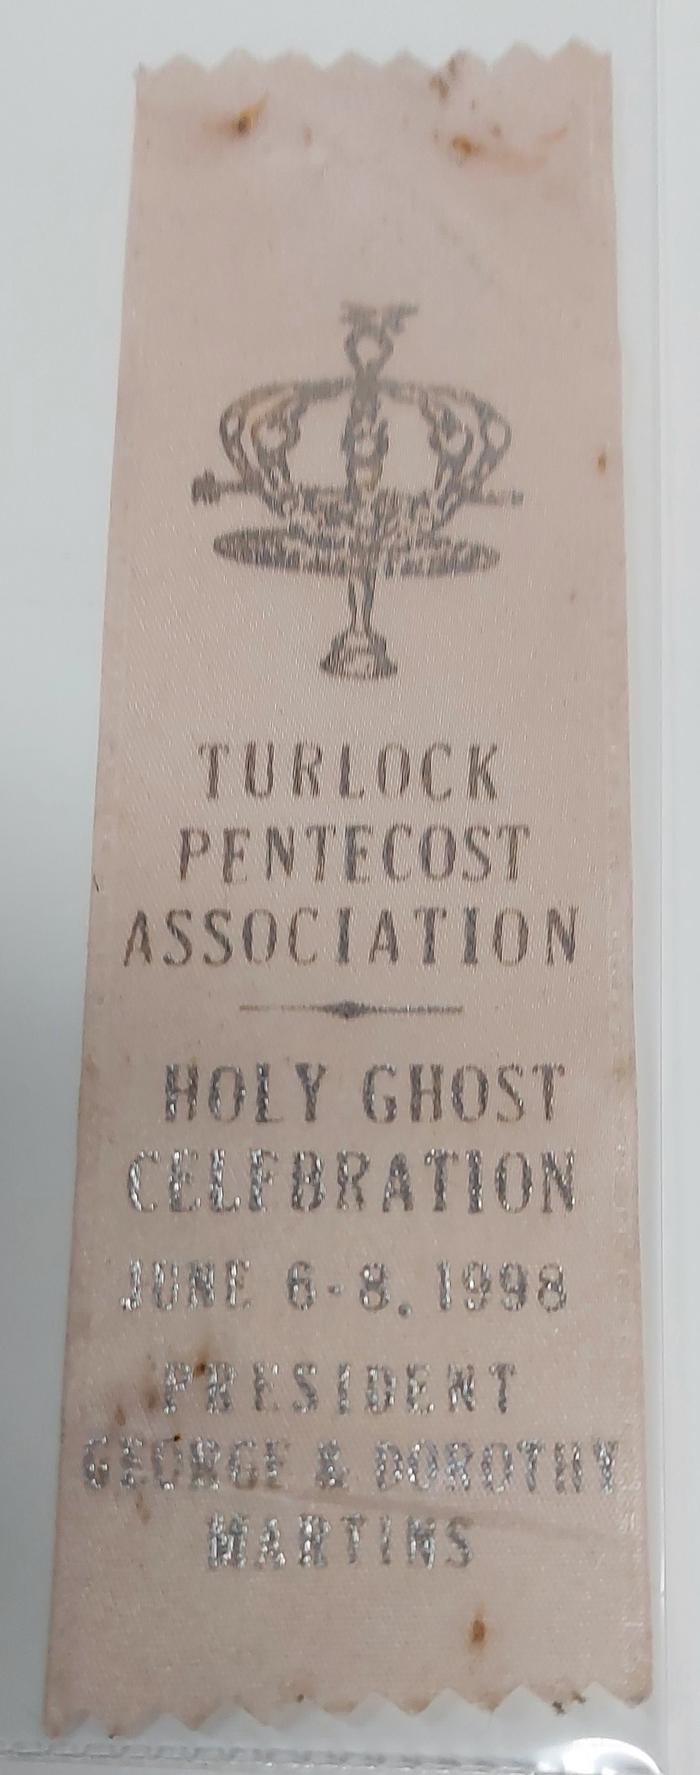 TURLOCK
PENTECOST
ASSOCIATION
HOLY GHOST
CELEBRATION
JUNE 6-8, 1998
PRESIDENT
GEORGE & DOROTHY
MARTINS